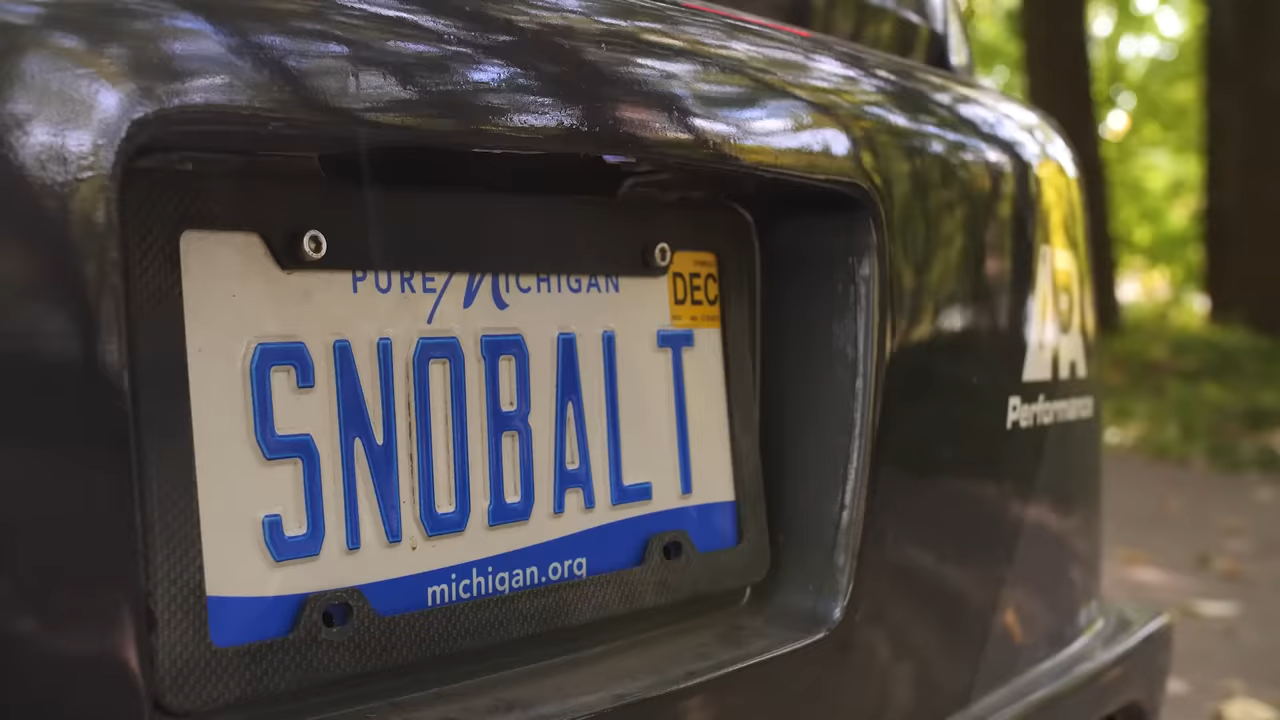 PURE MICHIGAN
DEC
SNOBALT
michigan.org
Performance